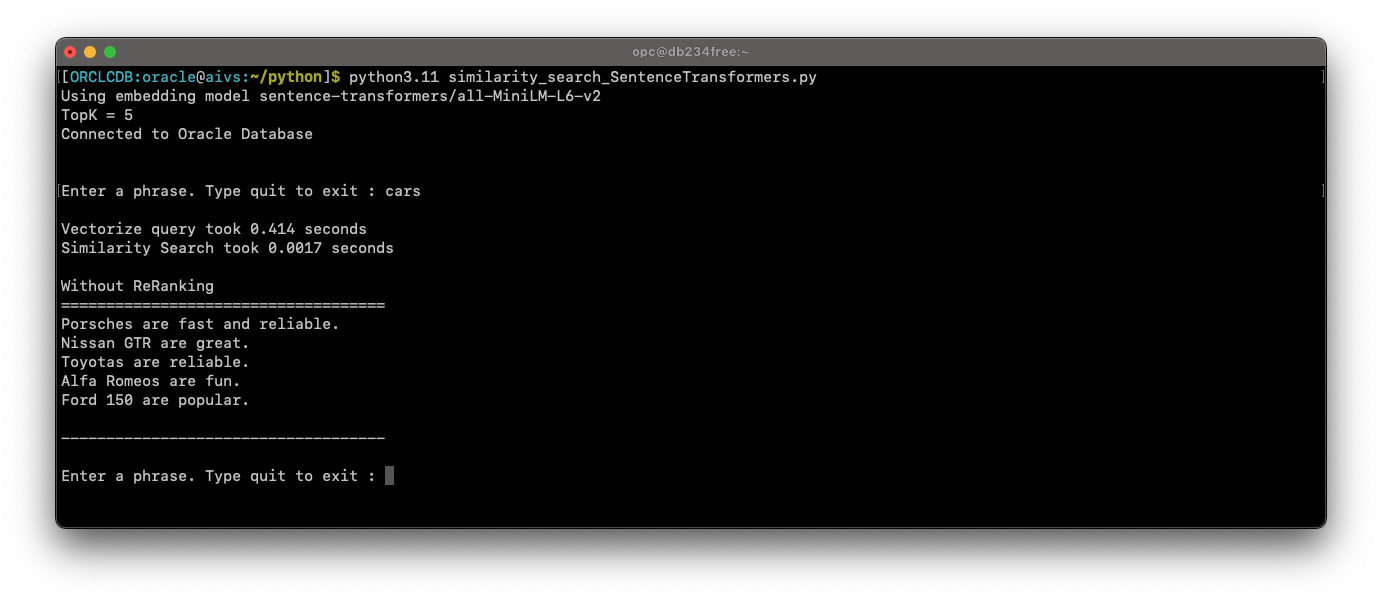 opc@db234free:~
[[ORCLCDB:oracle@aivs:~/python]$ python3.11 similarity_search_SentenceTransformers.py ]
Using embedding model sentence-transformers/all-MiniLM-L6-v2
TopK = 5
Connected to Oracle Database
[Enter a phrase. Type quit to exit : cars ]
Vectorize query took 0.414 seconds
Similarity Search took 0.0017 seconds
Without ReRanking
====================================
Porsches are fast and reliable.
Nissan GTR are great.
Toyotas are reliable.
Alfa Romeos are fun.
Ford 150 are popular.
------------------------------------
Enter a phrase. Type quit to exit :